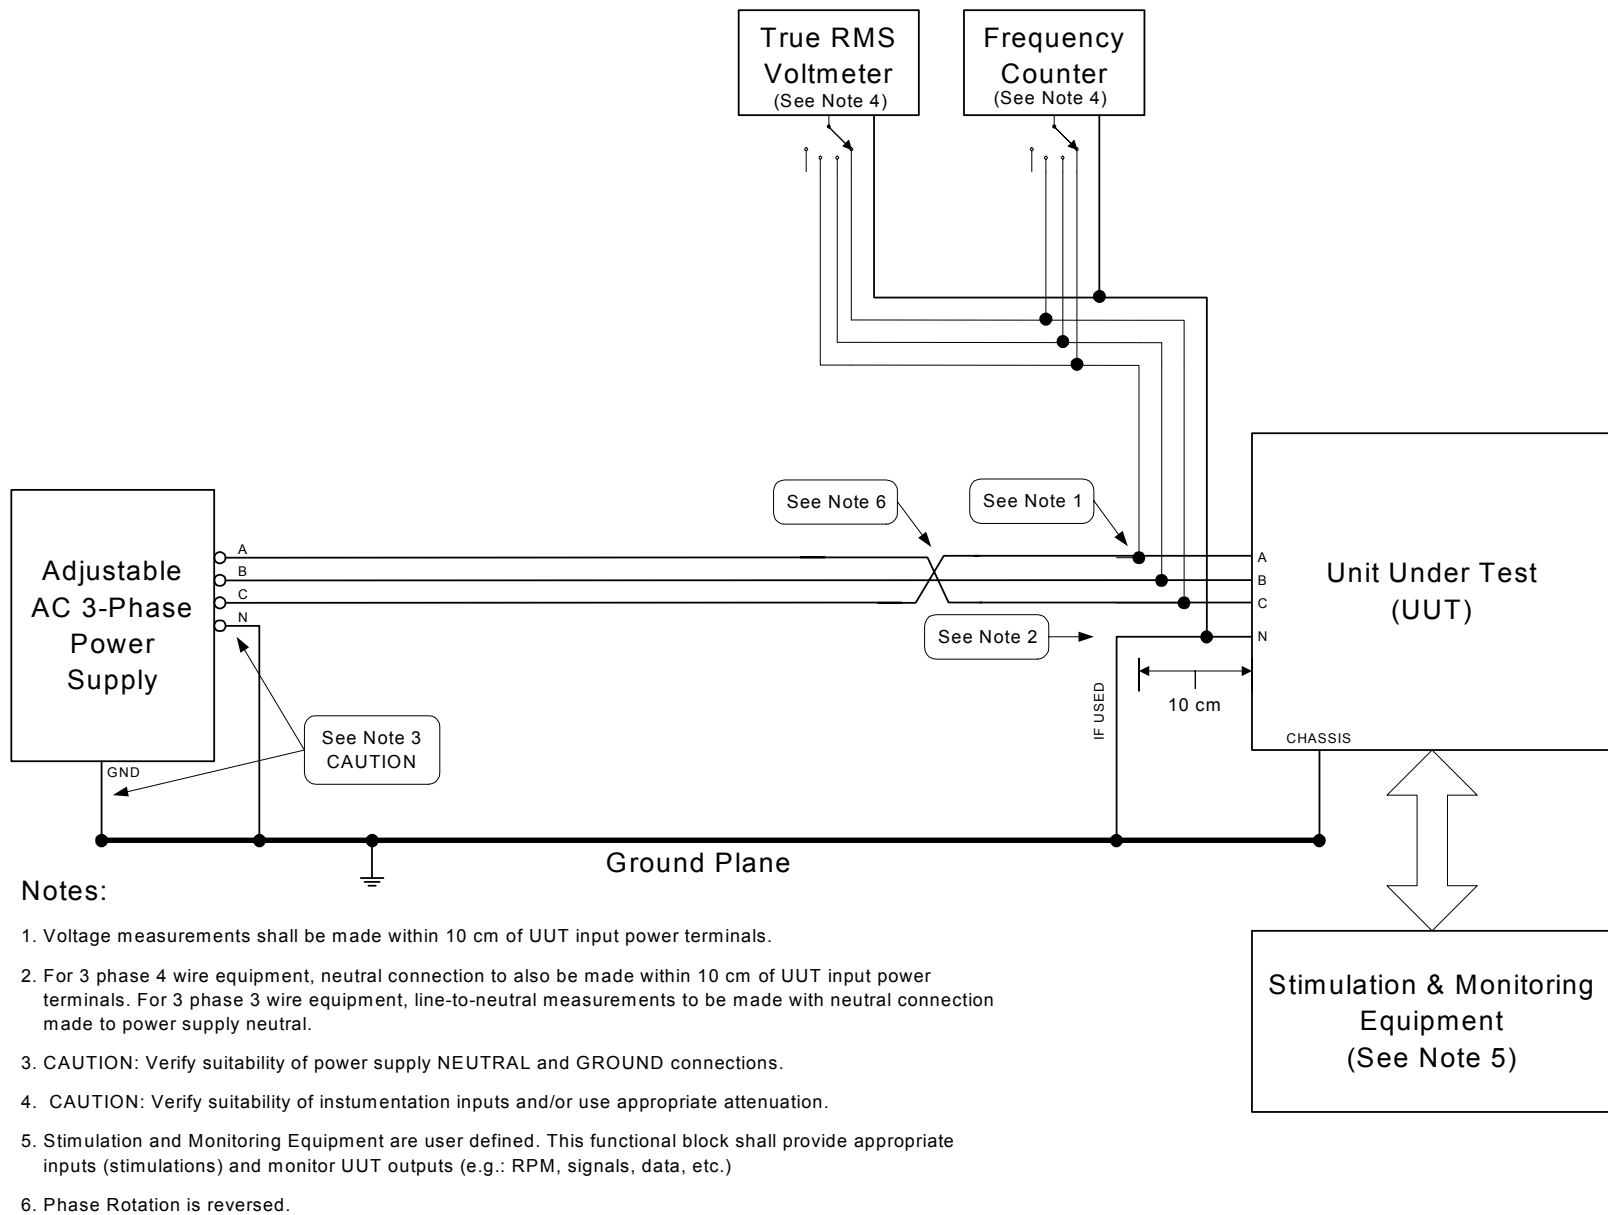 True RMS
Voltmeter
(See Note 4)
Frequency
Counter
(See Note 4)
See Note 6
See Note 1
Adjustable
AC 3-Phase
Power
Supply
A
B
C
N
A
B
C
N
Unit Under Test
(UUT)
See Note 2
IF USED
10 cm
See Note 3
CAUTION
CHASSIS
GND
Ground Plane
Stimulation & Monitoring
Equipment
(See Note 5)
Notes:
1. Voltage measurements shall be made within 10 cm of UUT input power terminals.
2. For 3 phase 4 wire equipment, neutral connection to also be made within 10 cm of UUT input power
terminals. For 3 phase 3 wire equipment, line-to-neutral measurements to be made with neutral connection
made to power supply neutral.
3. CAUTION: Verify suitability of power supply NEUTRAL and GROUND connections.
4. CAUTION: Verify suitability of instumentation inputs and/or use appropriate attenuation.
5. Stimulation and Monitoring Equipment are user defined. This functional block shall provide appropriate
inputs (stimulations) and monitor UUT outputs (e.g.: RPM, signals, data, etc.)
6. Phase Rotation is reversed.